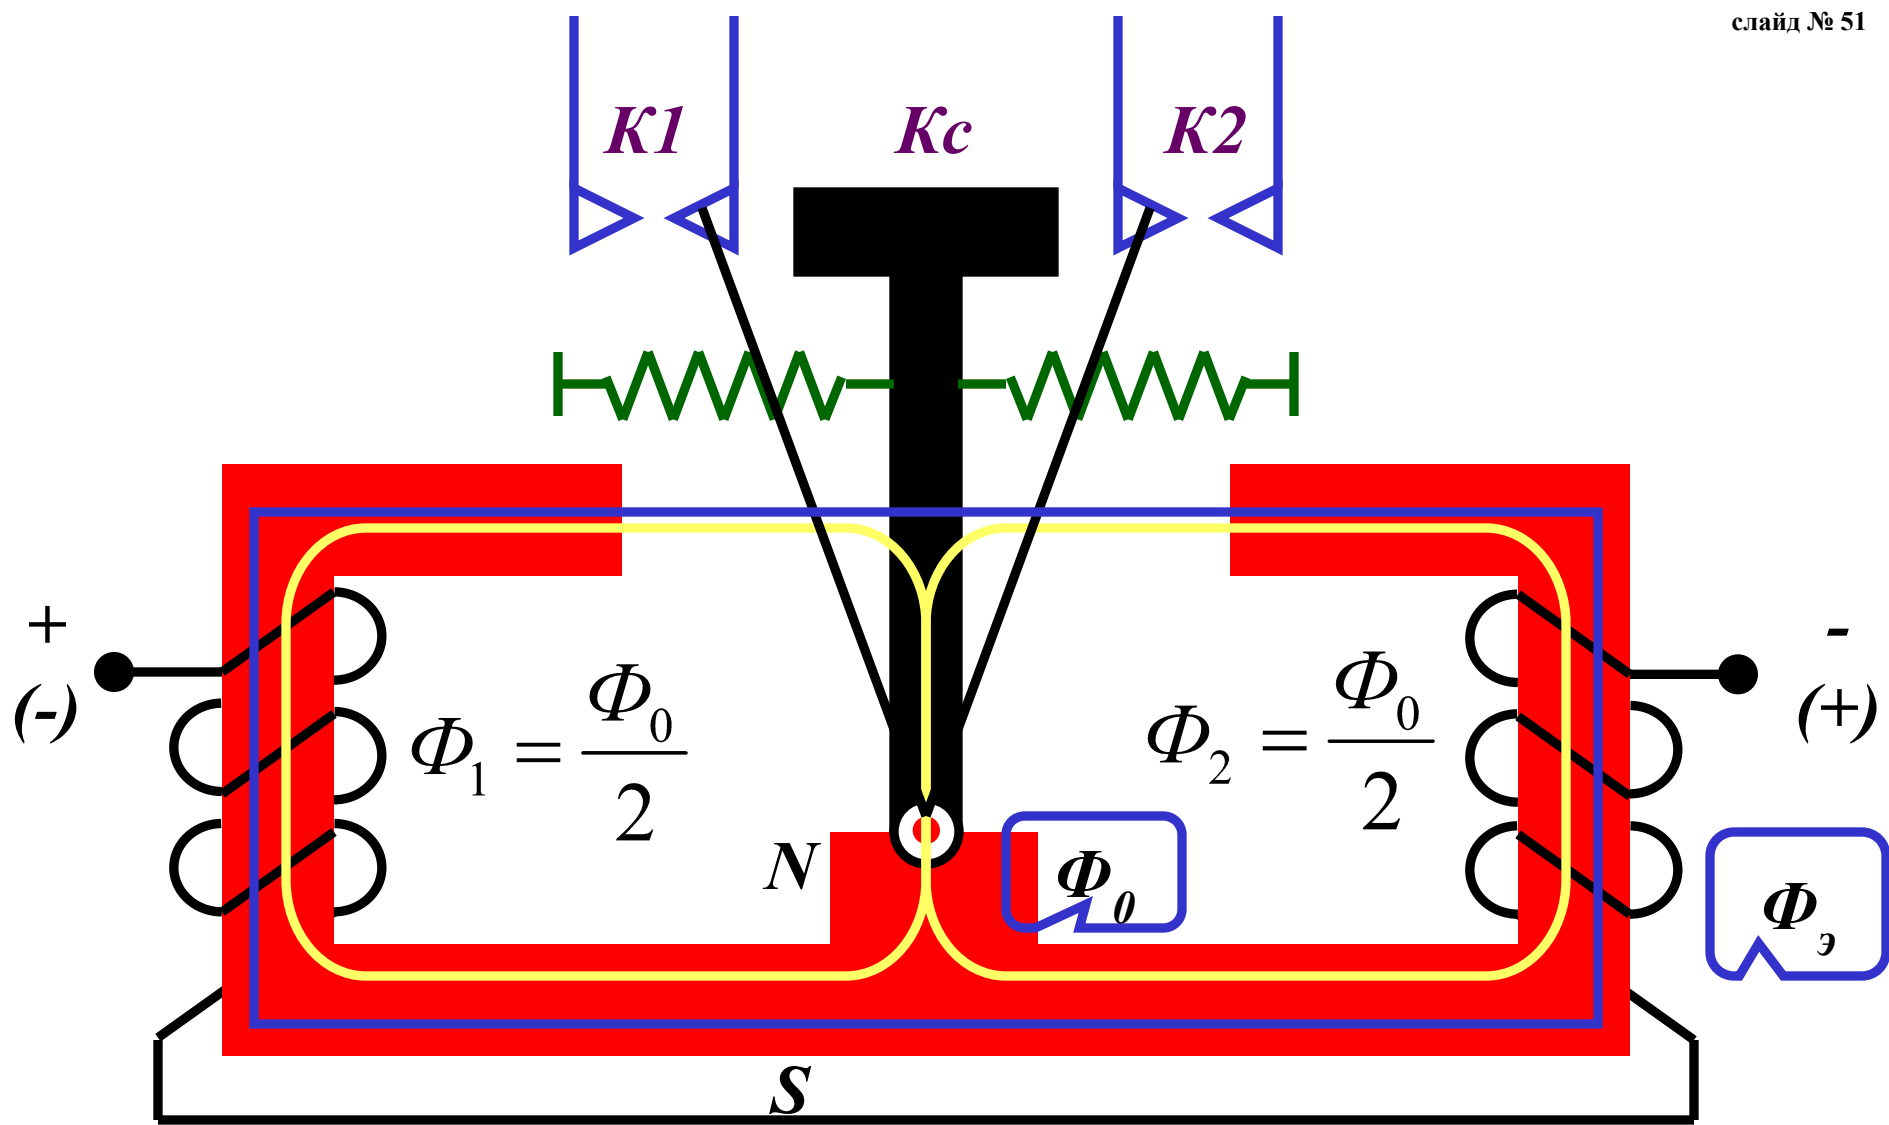 слайд № 51
К1
Кс
К2
+
(-)
Ф₁ = Ф₀/2
Ф₂ = Ф₀/2
-
(+)
N
Ф₀
Фэ
S